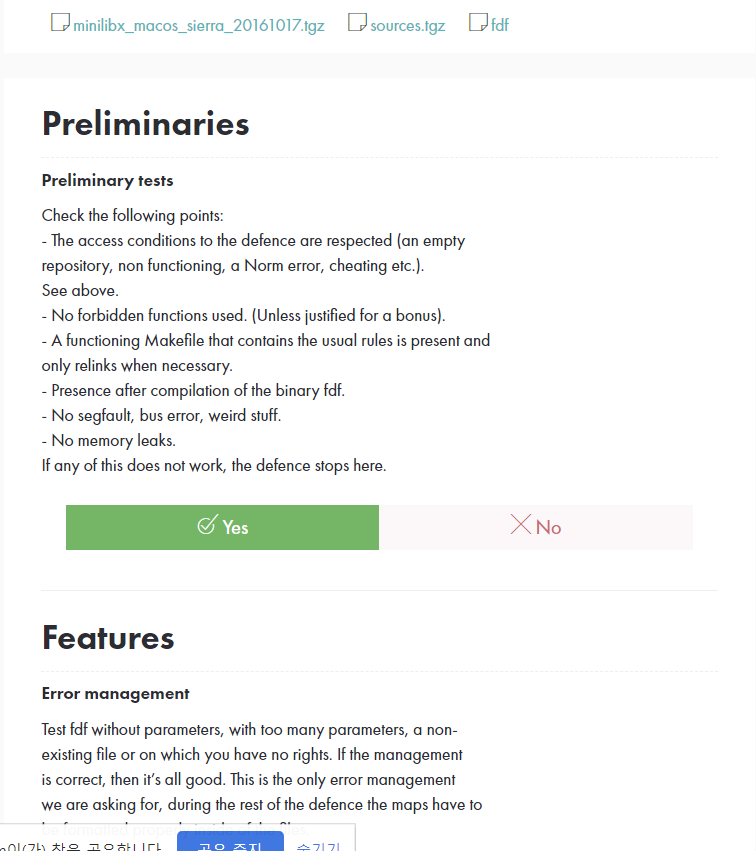 minilibx_macos_sierra_20161017.tgz sources.tgz fdf
Preliminaries
Preliminary tests
Check the following points:
- The access conditions to the defence are respected (an empty
repository, non functioning, a Norm error, cheating etc.).
See above.
- No forbidden functions used. (Unless justified for a bonus).
- A functioning Makefile that contains the usual rules is present and
only relinks when necessary.
- Presence after compilation of the binary fdf.
- No segfault, bus error, weird stuff.
- No memory leaks.
If any of this does not work, the defence stops here.
Yes No
Features
Error management
Test fdf without parameters, with too many parameters, a non-
existing file or on which you have no rights. If the management
is correct, then it's all good. This is the only error management
we are asking for, during the rest of the defence the maps have to
be formatted properly inside of the files.
창을 공유합니다. 공유 중지 숨기기